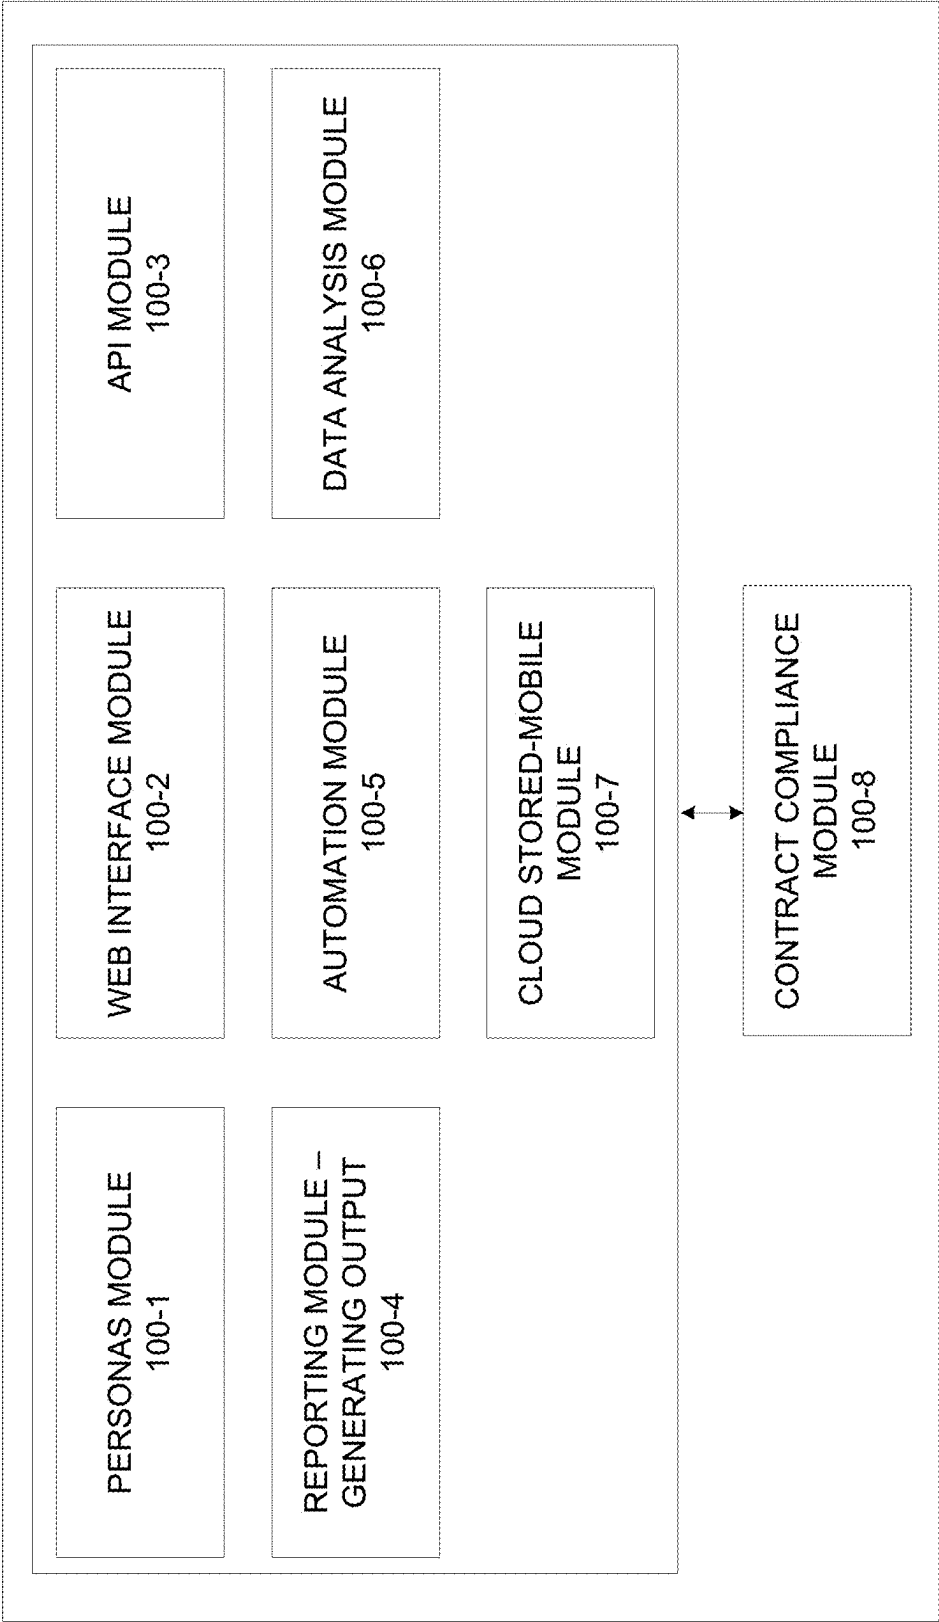 PERSONAS MODULE
100-1
WEB INTERFACE MODULE
100-2
API MODULE
100-3
REPORTING MODULE –
GENERATING OUTPUT
100-4
AUTOMATION MODULE
100-5
DATA ANALYSIS MODULE
100-6
CLOUD STORED-MOBILE
MODULE
100-7
CONTRACT COMPLIANCE
MODULE
100-8